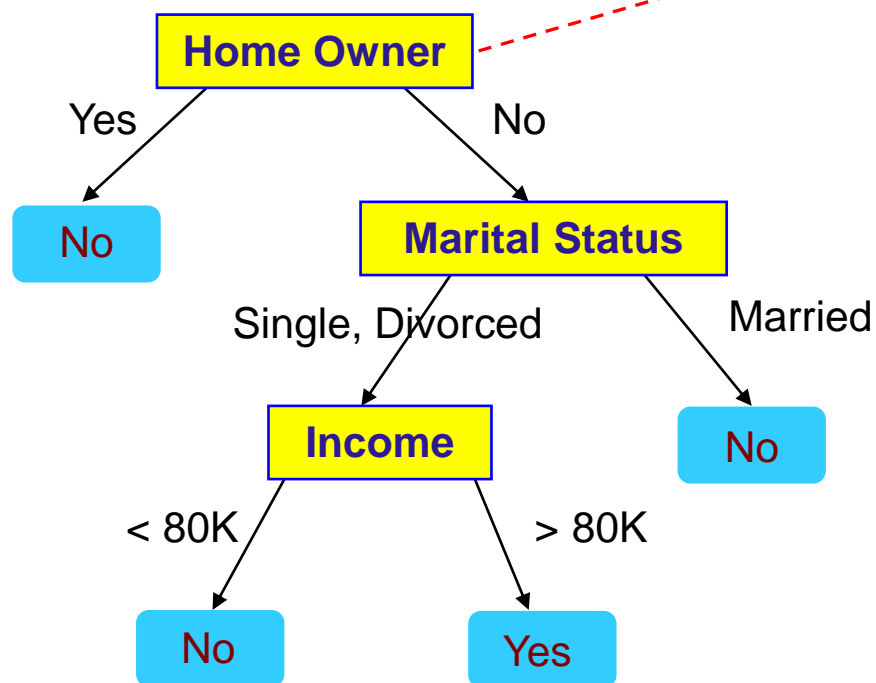 Home Owner
Yes
No
No
Marital Status
Single, Divorced
Married
Income
No
< 80K
> 80K
No
Yes